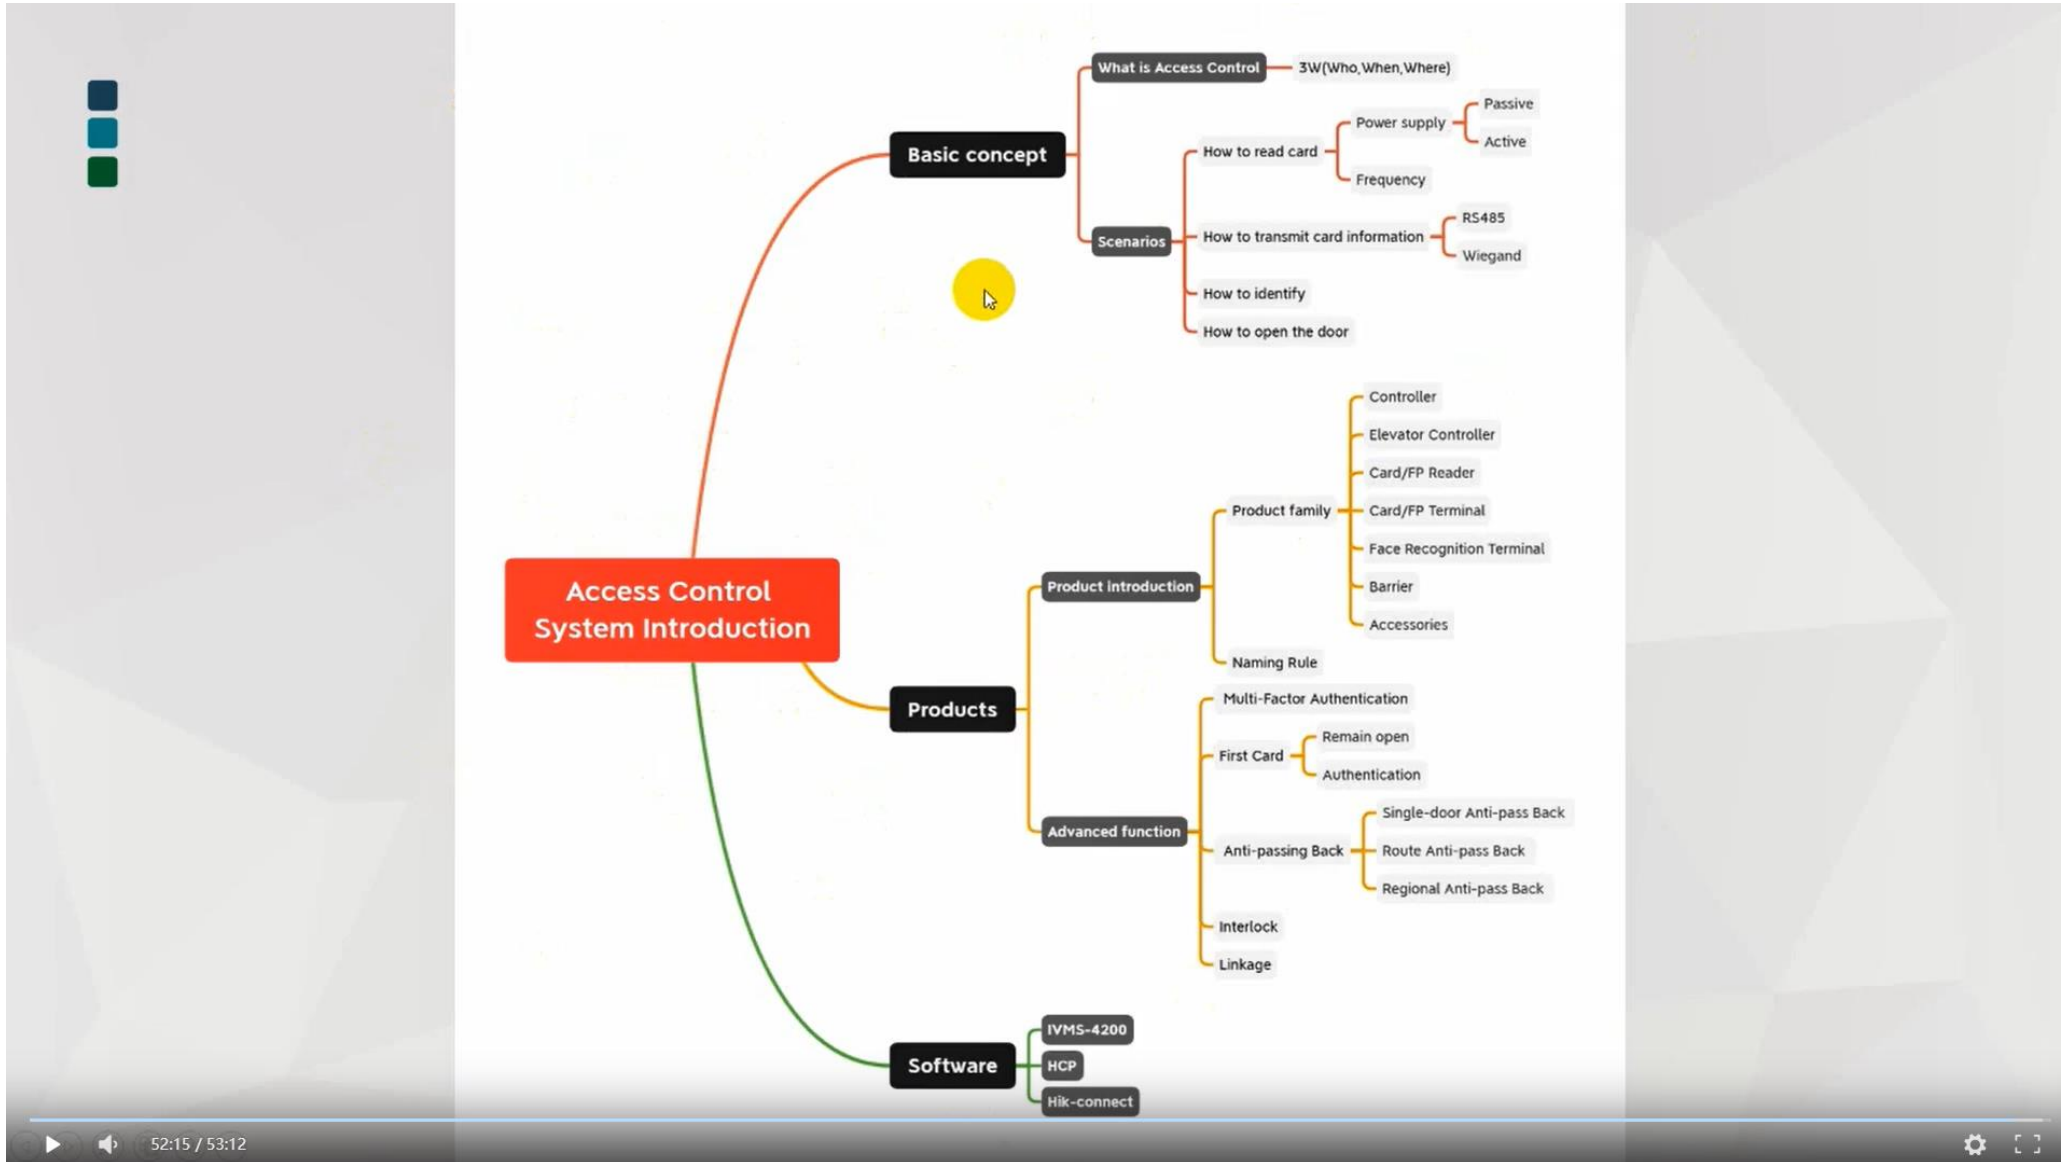 What is Access Control
3W(Who,When,Where)
Passive
Power supply
Active
How to read card
Basic concept
Frequency
RS485
How to transmit card information
Scenarios
Wiegand
How to identify
How to open the door
Controller
Elevator Controller
Card/FP Reader
Product family
Card/FP Terminal
Face Recognition Terminal
Product introduction
Barrier
Access Control
System Introduction
Accessories
Naming Rule
Multi-Factor Authentication
Products
Remain open
First Card
Authentication
Single-door Anti-pass Back
Advanced function
Anti-passing Back
Route Anti-pass Back
Regional Anti-pass Back
Interlock
Linkage
IVMS-4200
Software
HCP
Hik-connect
52:15 / 53:12